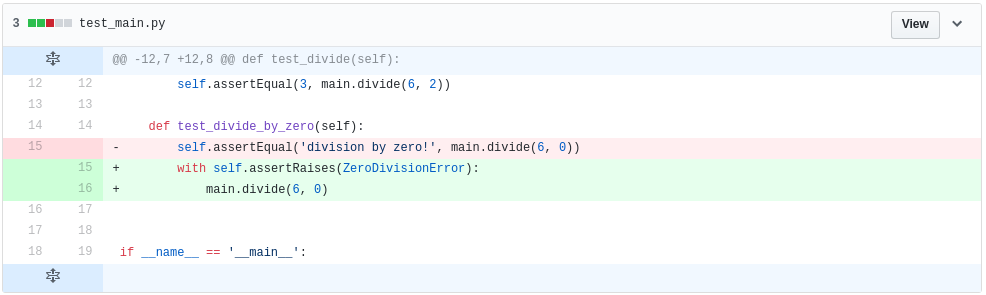 3 test_main.py View
@@ -12,7 +12,8 @@ def test_divide(self):
12 12         self.assertEqual(3, main.divide(6, 2))
13 13
14 14     def test_divide_by_zero(self):
15 -        self.assertEqual('division by zero!', main.divide(6, 0))
15 +        with self.assertRaises(ZeroDivisionError):
16 +            main.divide(6, 0)
16 17
17 18
18 19 if __name__ == '__main__':